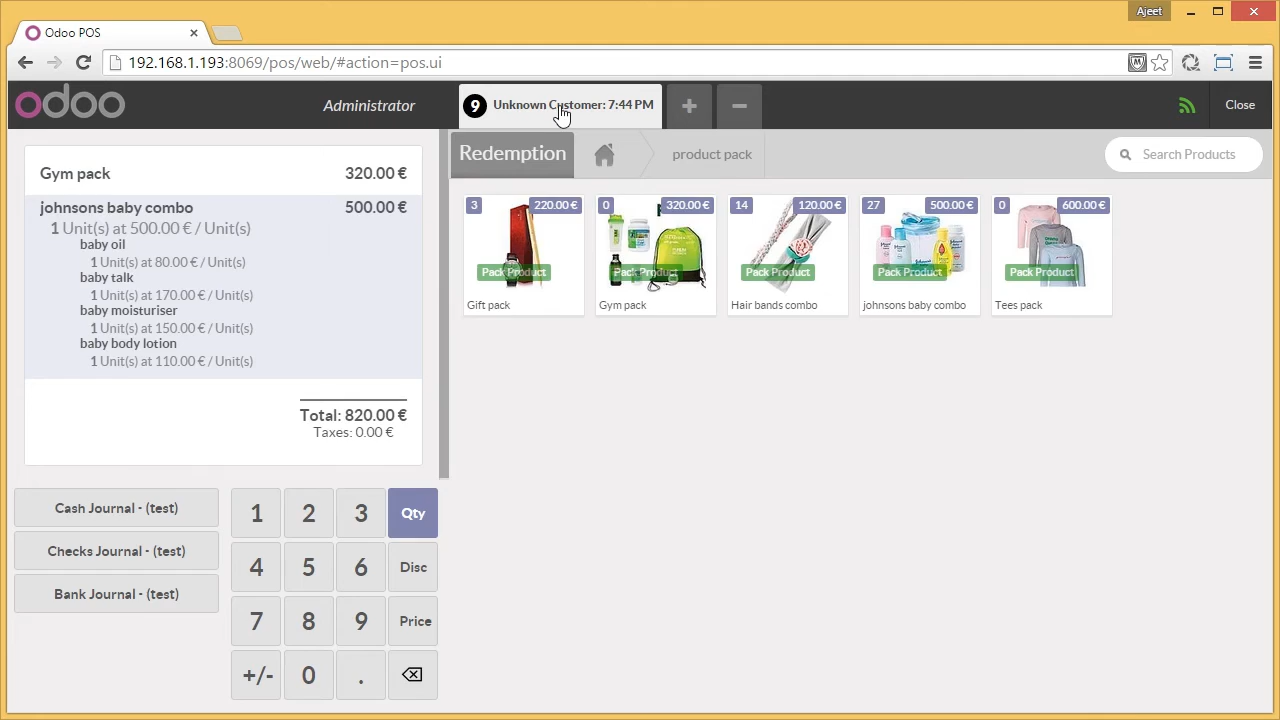 Ajeet
Odoo POS
192.168.1.193:8069/pos/web/#action=pos.ui
odoo
Administrator
9 Unknown Customer: 7:44 PM
+ −
Close
Gym pack 320.00 €
johnsons baby combo 500.00 €
1 Unit(s) at 500.00 € / Unit(s)
baby oil
1 Unit(s) at 80.00 € / Unit(s)
baby talk
1 Unit(s) at 170.00 € / Unit(s)
baby moisturiser
1 Unit(s) at 150.00 € / Unit(s)
baby body lotion
1 Unit(s) at 110.00 € / Unit(s)
Total: 820.00 €
Taxes: 0.00 €
Cash Journal - (test)
Checks Journal - (test)
Bank Journal - (test)
1 2 3 Qty
4 5 6 Disc
7 8 9 Price
+/- 0 .
Redemption
product pack
Search Products
3 220.00 €
Pack Product
Gift pack
0 320.00 €
Pack Product
Gym pack
14 120.00 €
Pack Product
Hair bands combo
27 500.00 €
Pack Product
johnsons baby combo
0 600.00 €
Pack Product
Tees pack